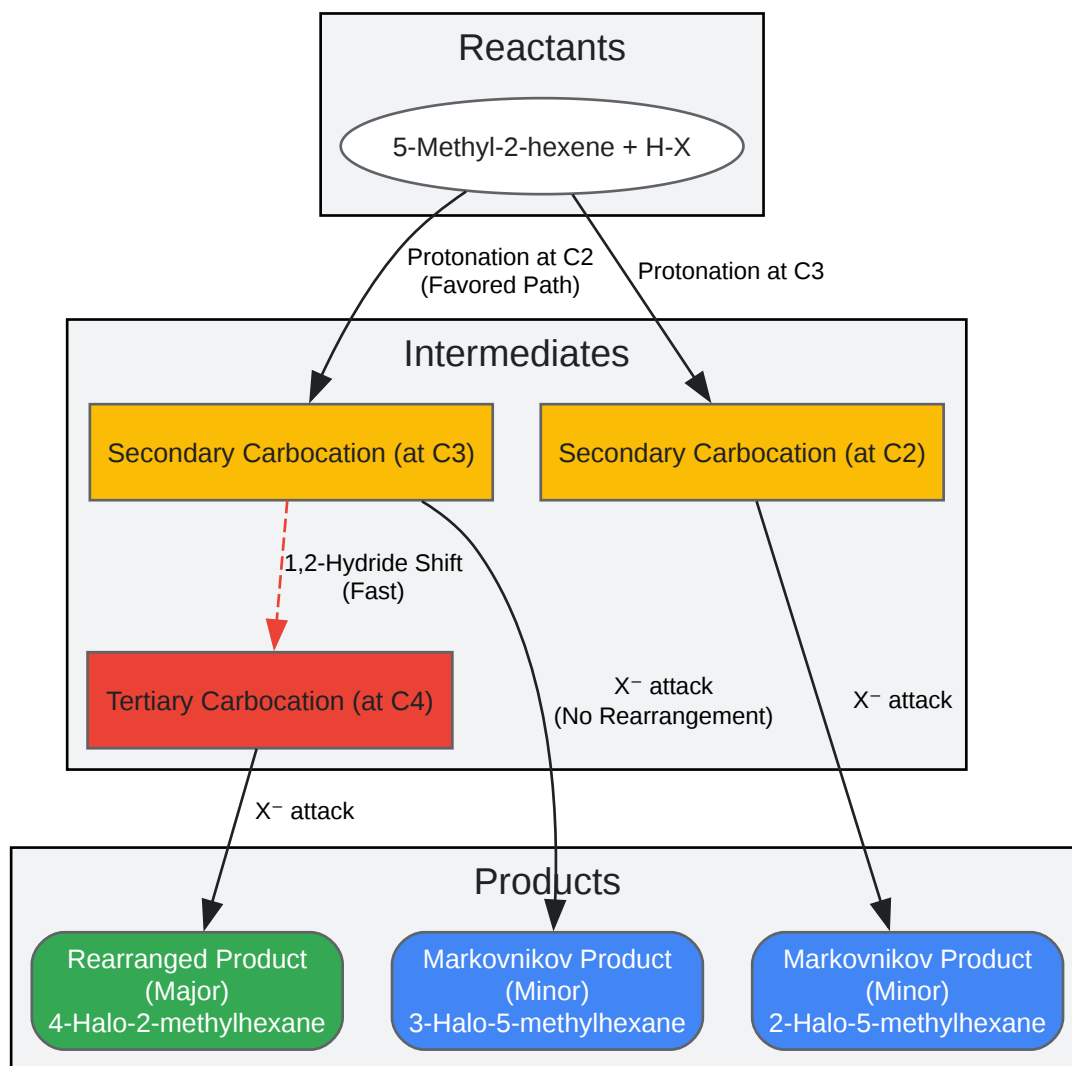 Reactants
5-Methyl-2-hexene + H-X
Protonation at C2
(Favored Path)
Protonation at C3
Intermediates
Secondary Carbocation (at C3)
Secondary Carbocation (at C2)
1,2-Hydride Shift
(Fast)
Tertiary Carbocation (at C4)
X⁻ attack
(No Rearrangement)
X⁻ attack
X⁻ attack
Products
Rearranged Product
(Major)
4-Halo-2-methylhexane
Markovnikov Product
(Minor)
3-Halo-5-methylhexane
Markovnikov Product
(Minor)
2-Halo-5-methylhexane